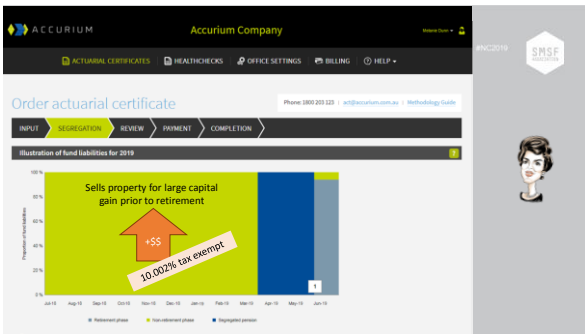 ACCURIUM
Accurium Company
Melanie Dunn
#NC2019
SMSF
ASSOCIATION
ACTUARIAL CERTIFICATES
HEALTHCHECKS
OFFICE SETTINGS
BILLING
HELP
Order actuarial certificate
Phone: 1800 203 123 | act@accurium.com.au | Methodology Guide
INPUT
SEGREGATION
REVIEW
PAYMENT
COMPLETION
Illustration of fund liabilities for 2019
?
100 %
80 %
60 %
40 %
20 %
0 %
Proportion of fund liabilities
Sells property for large capital
gain prior to retirement
+$$
10.002% tax exempt
1
Jul-18 Aug-18 Sep-18 Oct-18 Nov-18 Dec-18 Jan-19 Feb-19 Mar-19 Apr-19 May-19 Jun-19
Retirement phase
Non-retirement phase
Segregated pension